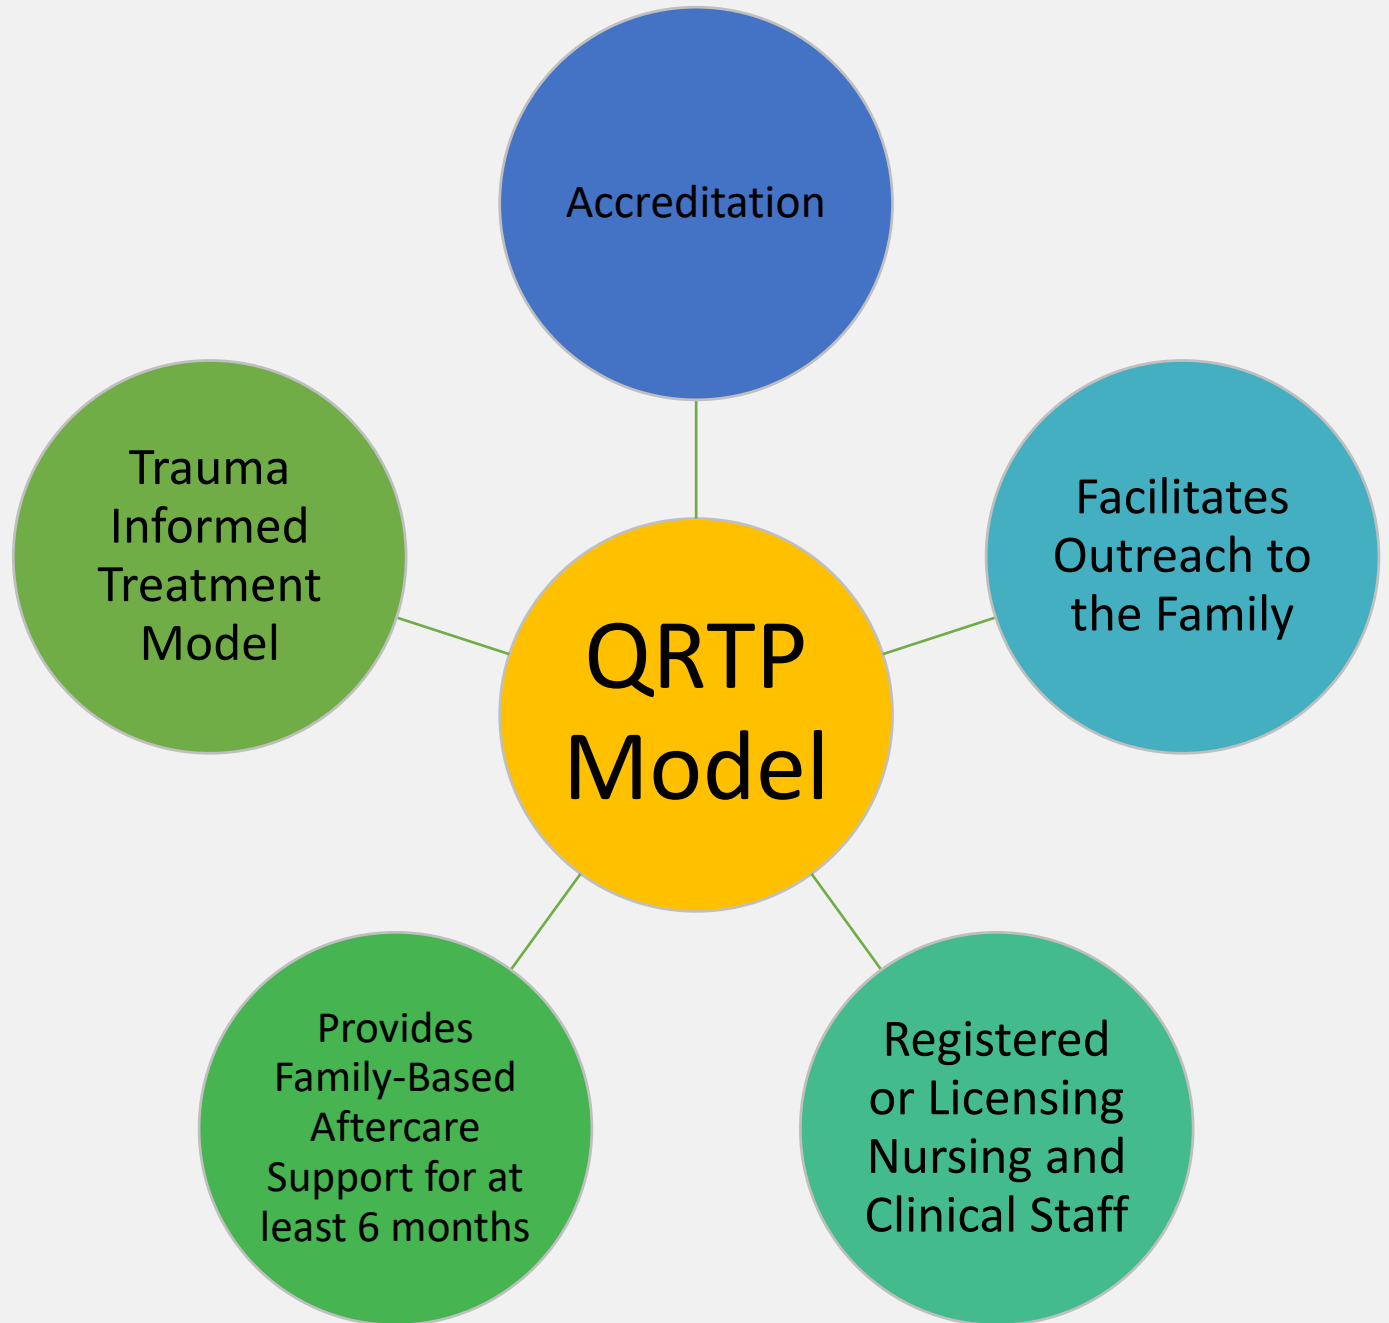 Accreditation
Trauma
Informed
Treatment
Model
Facilitates
Outreach to
the Family
QRTP
Model
Provides
Family-Based
Aftercare
Support for at
least 6 months
Registered
or Licensing
Nursing and
Clinical Staff